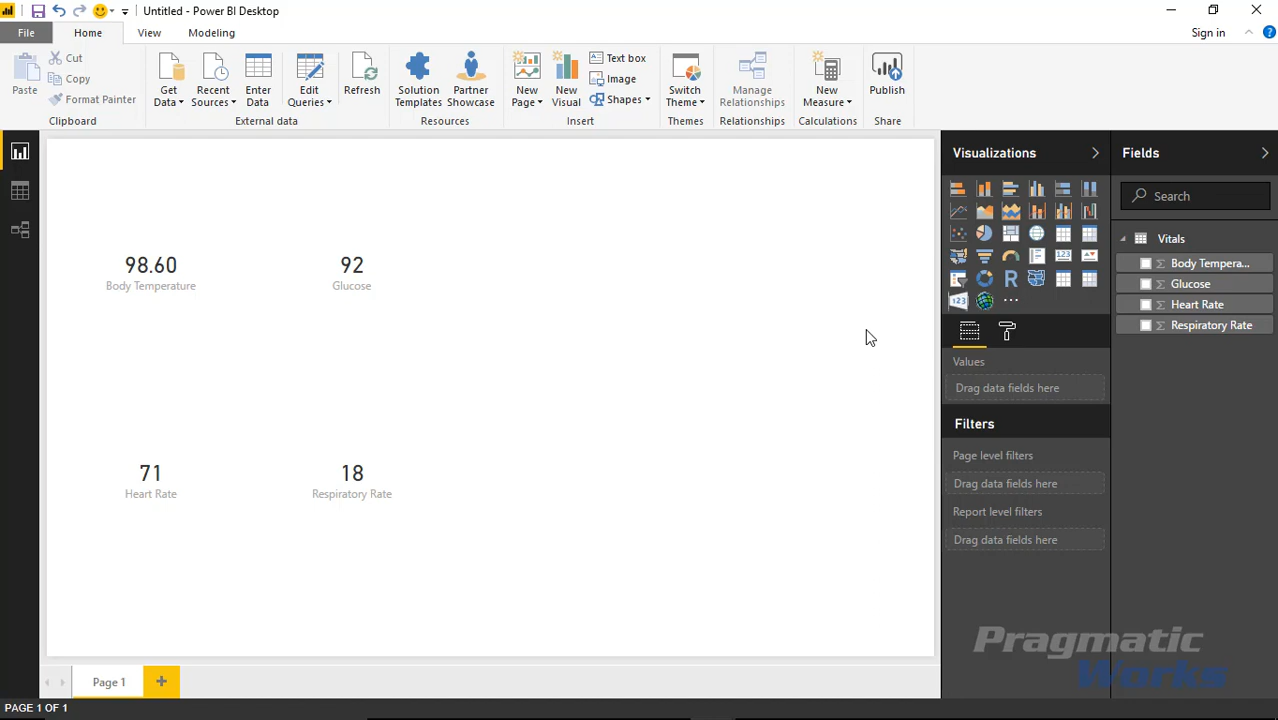 Untitled - Power BI Desktop
File
Home
View
Modeling
Sign in
Paste
Cut
Copy
Format Painter
Clipboard
Get Data
Recent Sources
Enter Data
Edit Queries
Refresh
External data
Solution Templates
Partner Showcase
Resources
New Page
New Visual
Text box
Image
Shapes
Insert
Switch Theme
Themes
Manage Relationships
Relationships
New Measure
Calculations
Publish
Share
98.60
Body Temperature
92
Glucose
71
Heart Rate
18
Respiratory Rate
Visualizations
R
123
Values
Drag data fields here
Filters
Page level filters
Drag data fields here
Report level filters
Drag data fields here
Fields
Search
Vitals
Body Tempera...
Glucose
Heart Rate
Respiratory Rate
Pragmatic
Works
Page 1
PAGE 1 OF 1